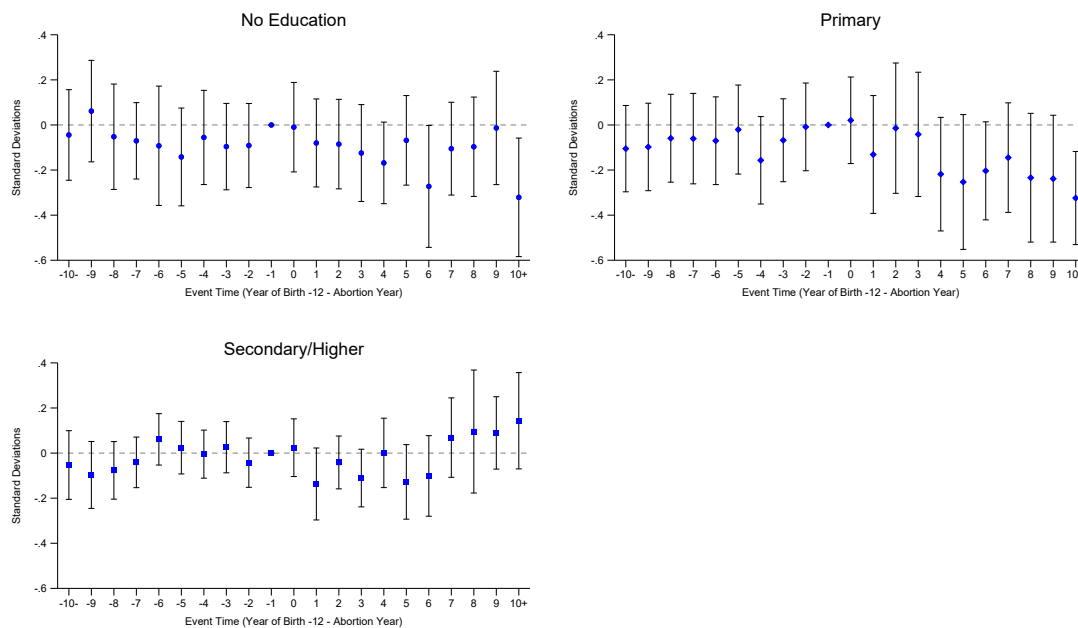 No Education
.4
.2
0
-.2
-.4
-.6
Standard Deviations
-10- -9 -8 -7 -6 -5 -4 -3 -2 -1 0 1 2 3 4 5 6 7 8 9 10+
Event Time (Year of Birth -12 - Abortion Year)
Primary
.4
.2
0
-.2
-.4
-.6
Standard Deviations
-10- -9 -8 -7 -6 -5 -4 -3 -2 -1 0 1 2 3 4 5 6 7 8 9 10
Event Time (Year of Birth -12 - Abortion Year)
Secondary/Higher
.4
.2
0
-.2
-.4
-.6
Standard Deviations
-10- -9 -8 -7 -6 -5 -4 -3 -2 -1 0 1 2 3 4 5 6 7 8 9 10+
Event Time (Year of Birth -12 - Abortion Year)